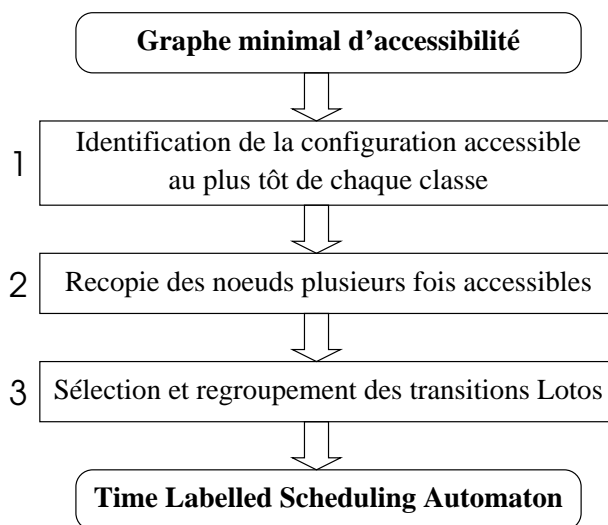 Graphe minimal d'accessibilité
1
Identification de la configuration accessible
au plus tôt de chaque classe
2
Recopie des noeuds plusieurs fois accessibles
3
Sélection et regroupement des transitions Lotos
Time Labelled Scheduling Automaton